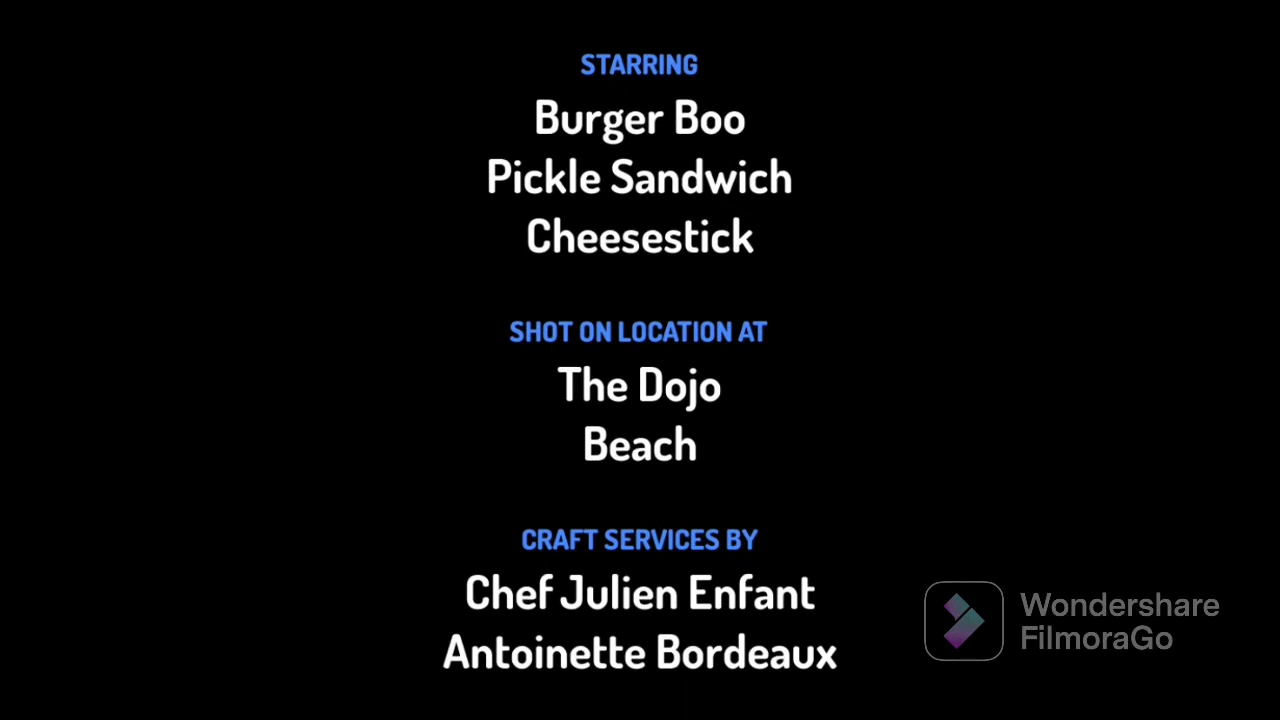 STARRING
Burger Boo
Pickle Sandwich
Cheesestick
SHOT ON LOCATION AT
The Dojo
Beach
CRAFT SERVICES BY
Chef Julien Enfant
Antoinette Bordeaux
Wondershare
FilmoraGo